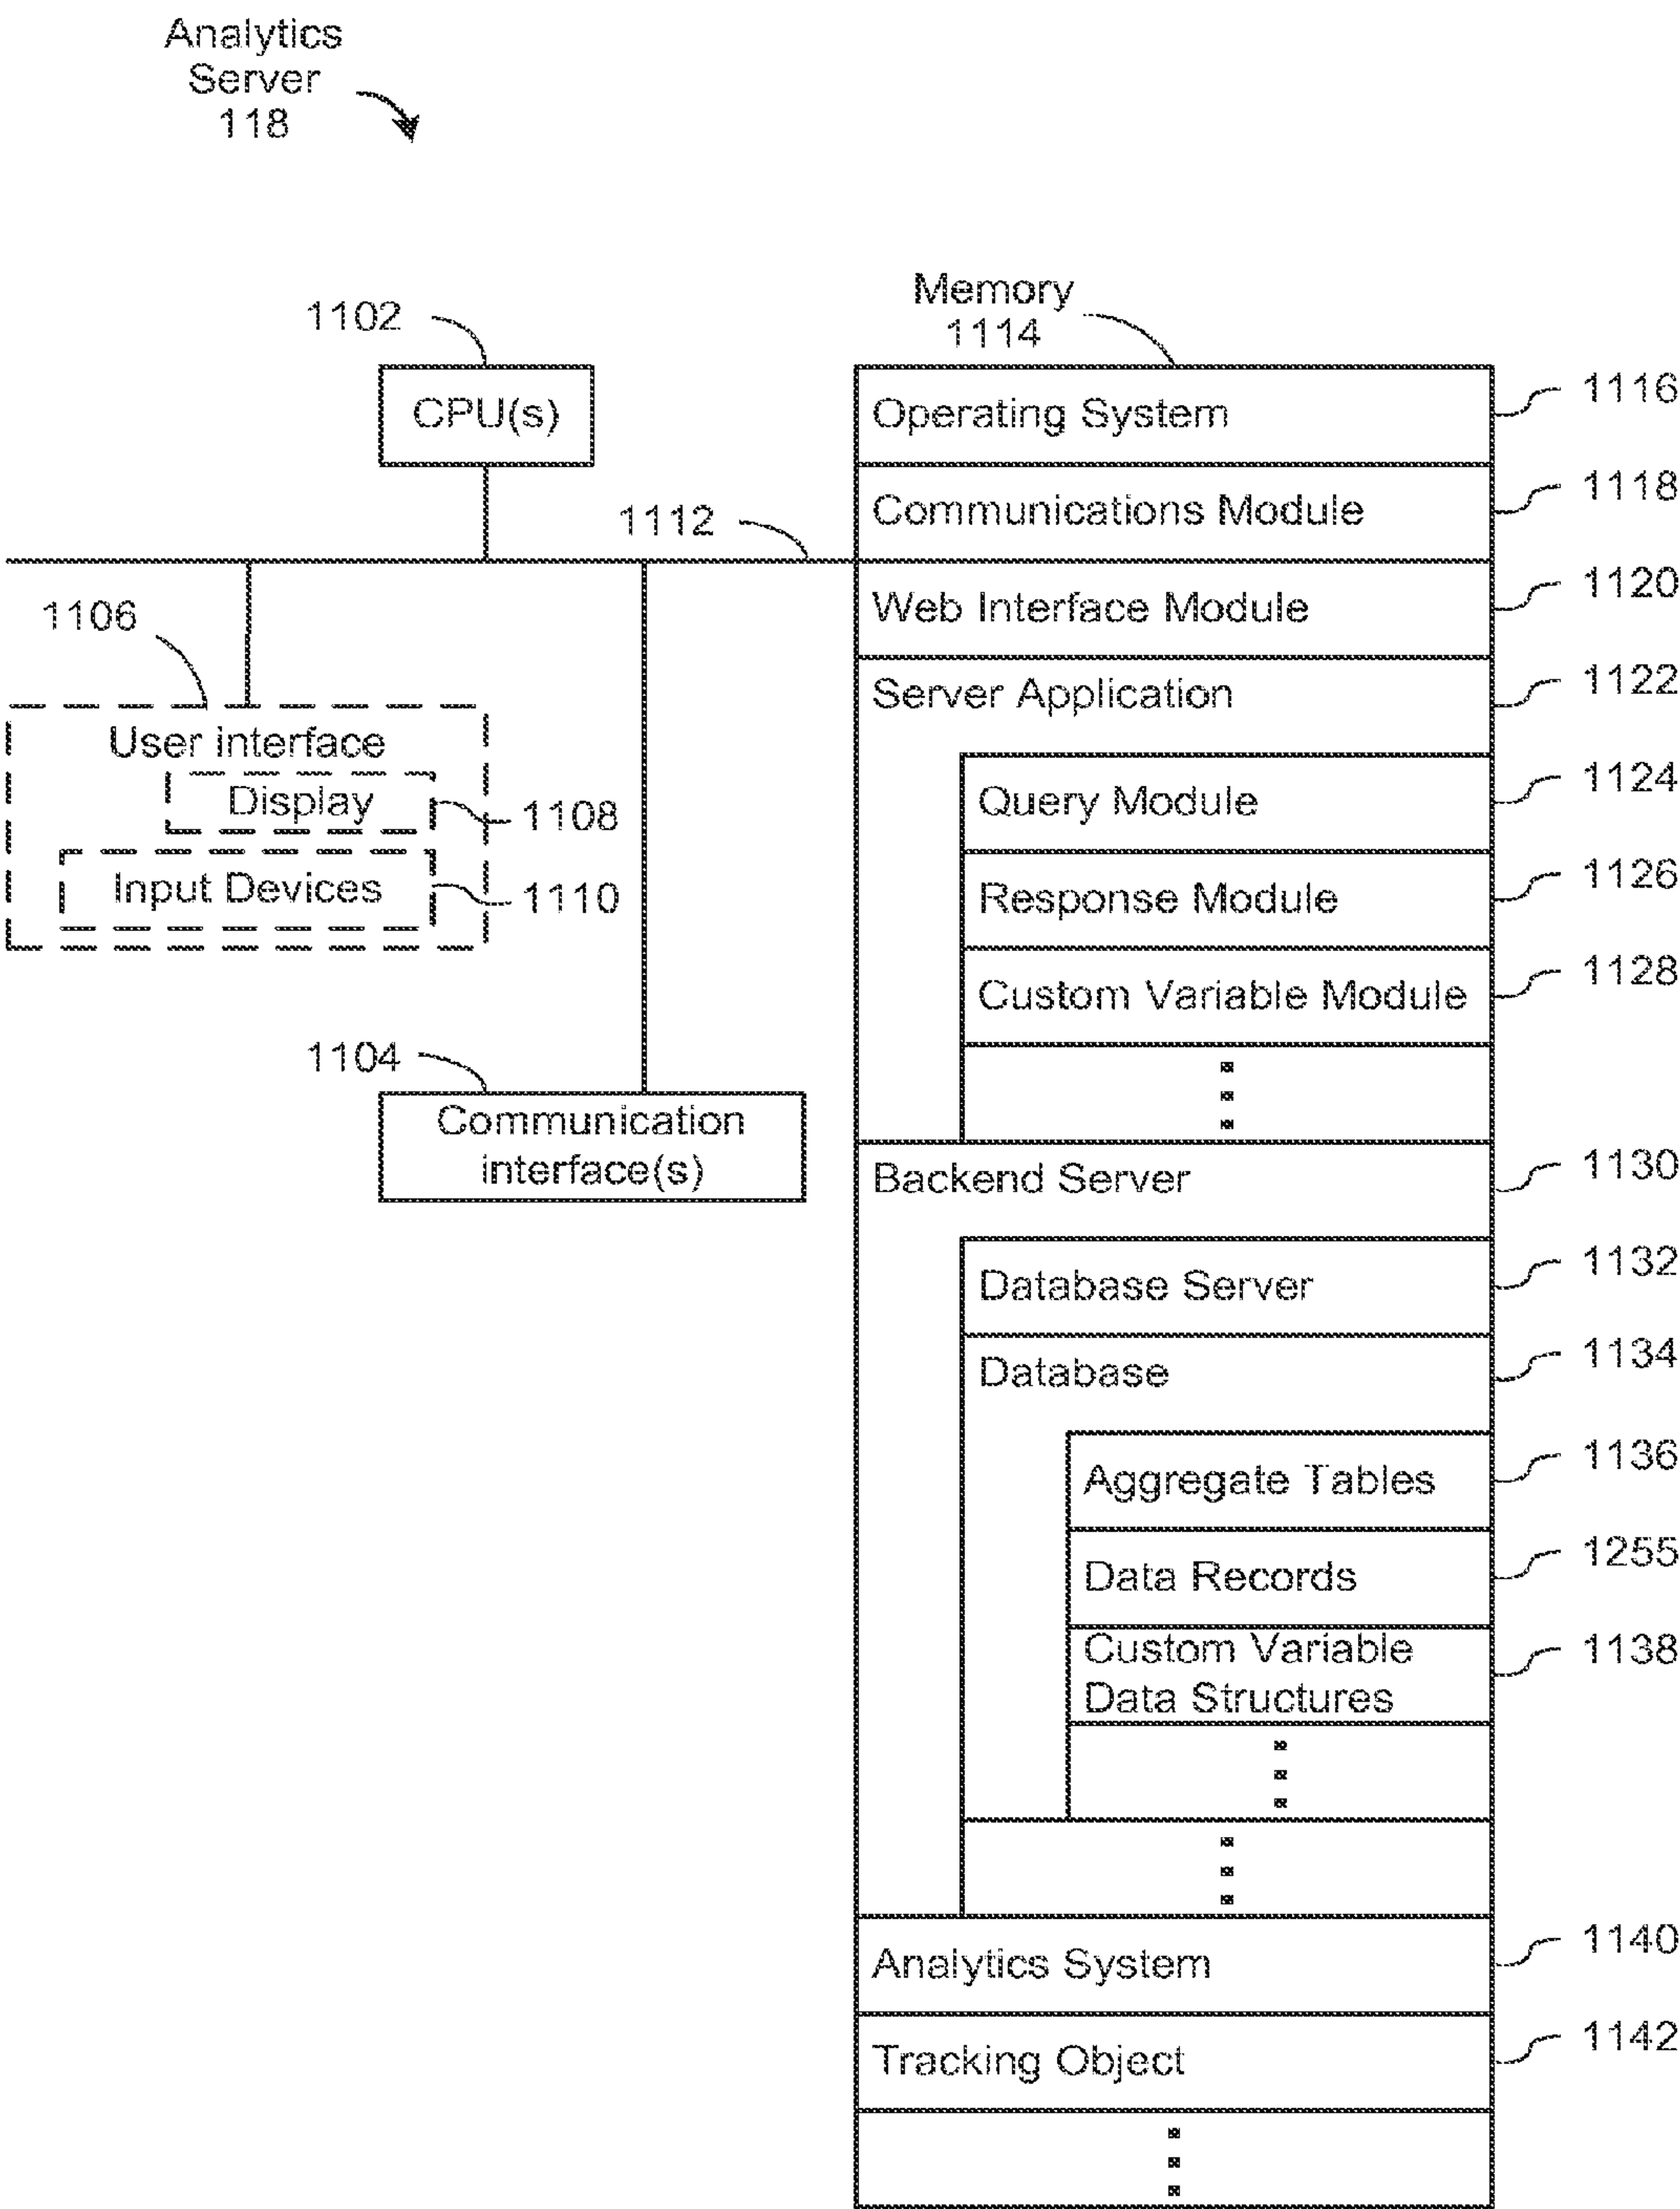 Analytics
Server
118
Memory
1114
1102
CPU(s)
1112
1106
User interface
Display
1108
Input Devices
1110
1104
Communication
interface(s)
Operating System
1116
Communications Module
1118
Web Interface Module
1120
Server Application
1122
Query Module
1124
Response Module
1126
Custom Variable Module
1128
Backend Server
1130
Database Server
1132
Database
1134
Aggregate Tables
1136
Data Records
1255
Custom Variable
Data Structures
1138
Analytics System
1140
Tracking Object
1142